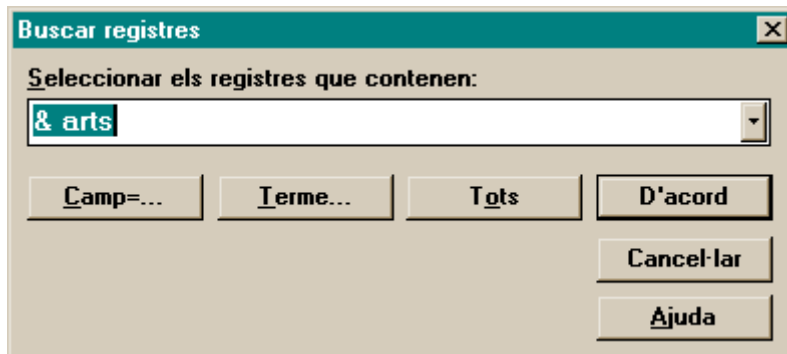 Buscar registres
Seleccionar els registres que contenen:
& arts
Camp=... Terme... Tots D'acord
Cancel·lar
Ajuda